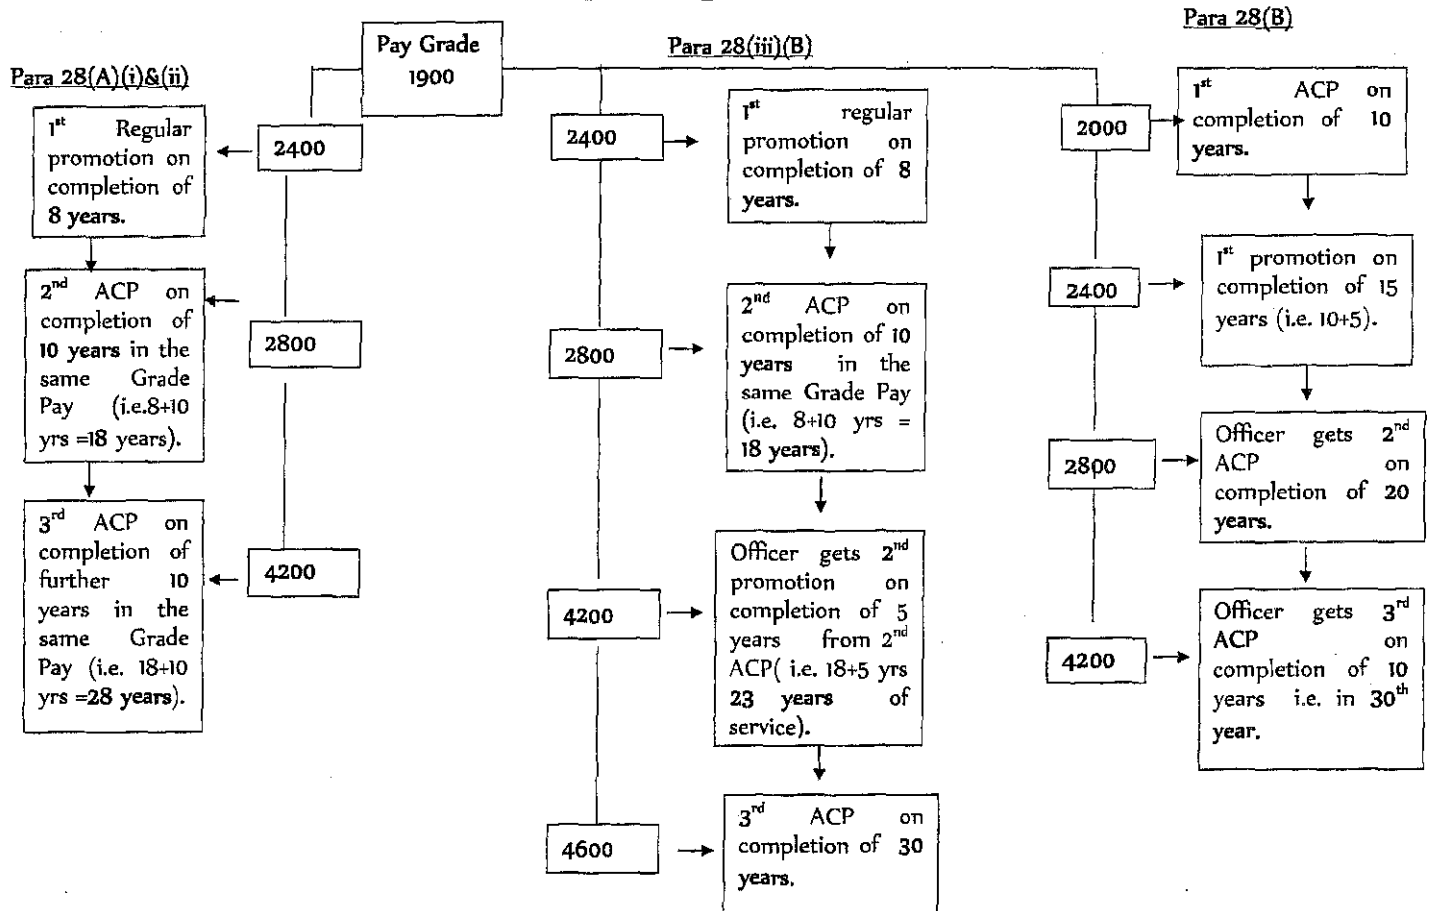 Para 28(A)(i)&(ii)
Pay Grade
1900
Para 28(iii)(B)
Para 28(B)
2400
1st Regular
promotion on
completion of
8 years.
2800
2nd ACP on
completion of
10 years in the
same Grade
Pay (i.e.8+10
yrs =18 years).
4200
3rd ACP on
completion of
further 10
years in the
same Grade
Pay (i.e. 18+10
yrs =28 years).
2400
1st regular
promotion on
completion of 8
years.
2800
2nd ACP on
completion of 10
years in the
same Grade Pay
(i.e. 8+10 yrs =
18 years).
4200
Officer gets 2nd
promotion on
completion of 5
years from 2nd
ACP( i.e. 18+5 yrs
23 years of
service).
4600
3rd ACP on
completion of 30
years.
2000
1st ACP on
completion of 10
years.
2400
1st promotion on
completion of 15
years (i.e. 10+5).
2800
Officer gets 2nd
ACP on
completion of 20
years.
4200
Officer gets 3rd
ACP on
completion of 10
years i.e. in 30th
year.